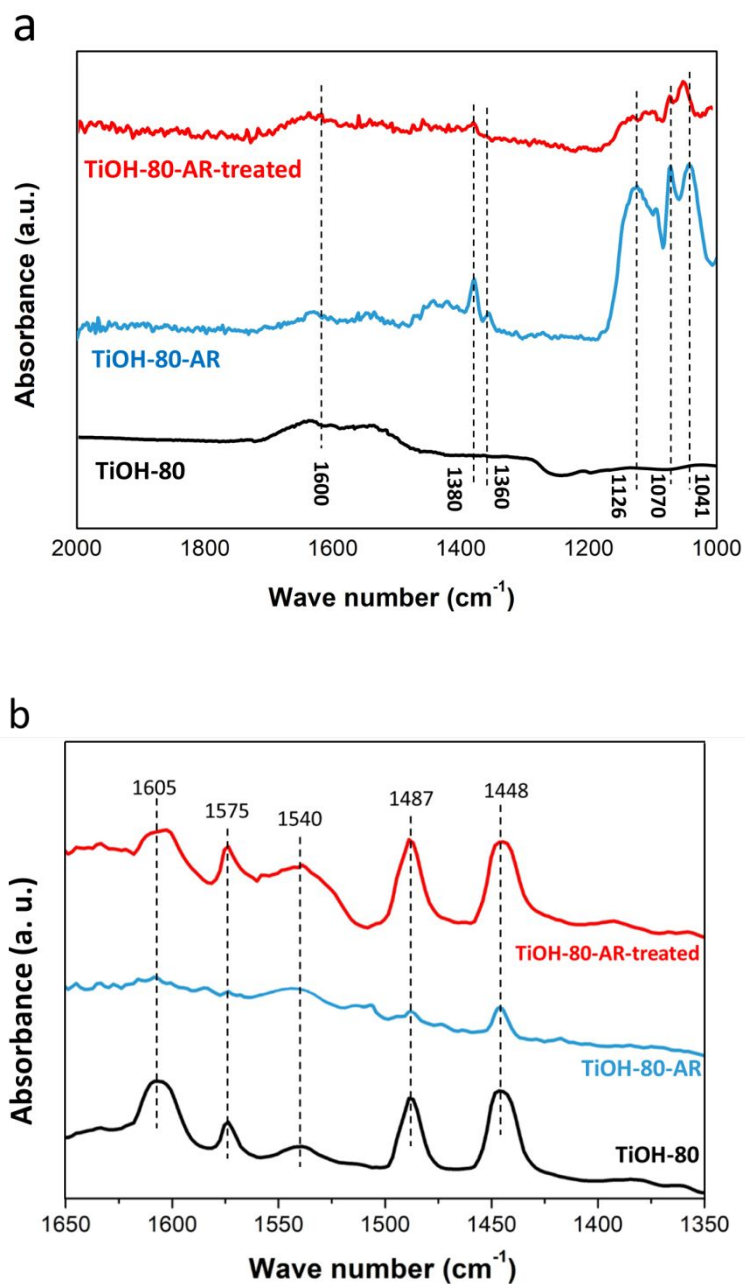 a
Absorbance (a.u.)
TiOH-80-AR-treated
TiOH-80-AR
TiOH-80
1600
1380
1360
1126
1070
1041
2000 1800 1600 1400 1200 1000
Wave number (cm⁻¹)
b
Absorbance (a. u.)
1605 1575 1540 1487 1448
TiOH-80-AR-treated
TiOH-80-AR
TiOH-80
1650 1600 1550 1500 1450 1400 1350
Wave number (cm⁻¹)